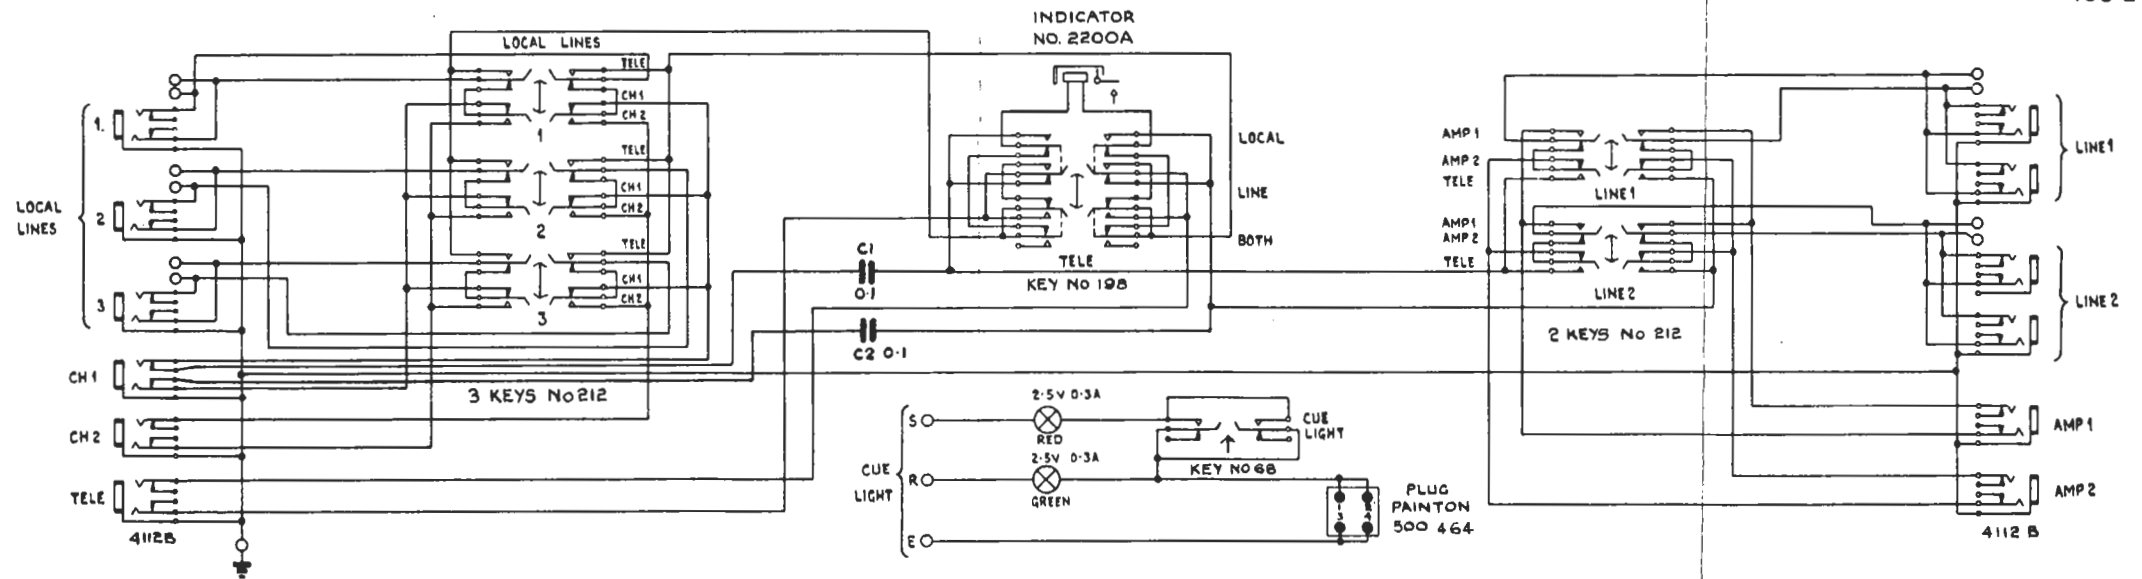 INDICATOR
NO. 2200A
LOCAL LINES
TELE
CH1
CH2
1
TELE
CH1
CH2
2
TELE
CH1
CH2
3
3 KEYS No 212
LOCAL
LINES
1.
2
3
CH 1
CH 2
TELE
4112B
LOCAL
LINE
BOTH
TELE
KEY No 198
C1
0·1
C2 0·1
AMP 1
AMP 2
TELE
LINE 1
AMP1
AMP2
TELE
LINE 2
2 KEYS No 212
LINE 1
LINE 2
AMP 1
AMP 2
4112 B
CUE
LIGHT
S
R
E
2·5V 0·3A
RED
2·5V 0·3A
GREEN
CUE
LIGHT
KEY No 68
3
4
PLUG
PAINTON
500 464